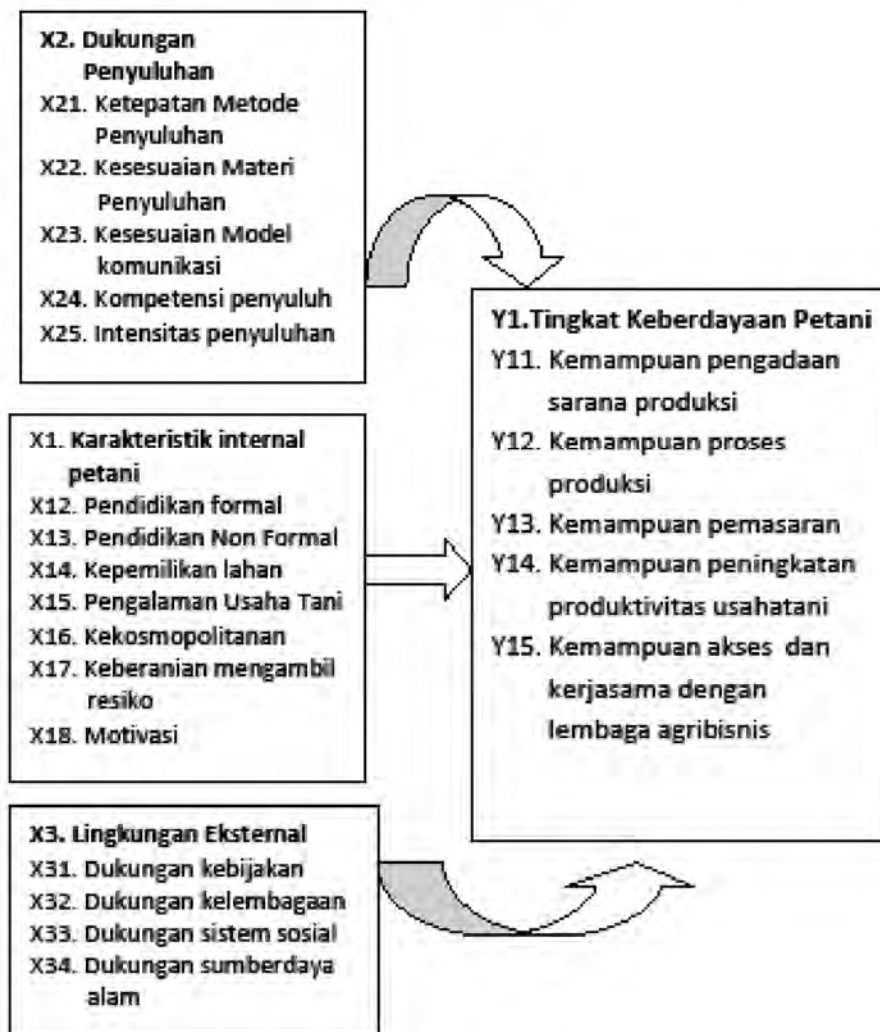 X2. Dukungan
Penyuluhan
X21. Ketepatan Metode
Penyuluhan
X22. Kesesuaian Materi
Penyuluhan
X23. Kesesuaian Model
komunikasi
X24. Kompetensi penyuluh
X25. Intensitas penyuluhan
X1. Karakteristik internal
petani
X12. Pendidikan formal
X13. Pendidikan Non Formal
X14. Kepemilikan lahan
X15. Pengalaman Usaha Tani
X16. Kekosmopolitanan
X17. Keberanian mengambil
resiko
X18. Motivasi
X3. Lingkungan Eksternal
X31. Dukungan kebijakan
X32. Dukungan kelembagaan
X33. Dukungan sistem sosial
X34. Dukungan sumberdaya
alam
Y1.Tingkat Keberdayaan Petani
Y11. Kemampuan pengadaan
sarana produksi
Y12. Kemampuan proses
produksi
Y13. Kemampuan pemasaran
Y14. Kemampuan peningkatan
produktivitas usahatani
Y15. Kemampuan akses dan
kerjasama dengan
lembaga agribisnis